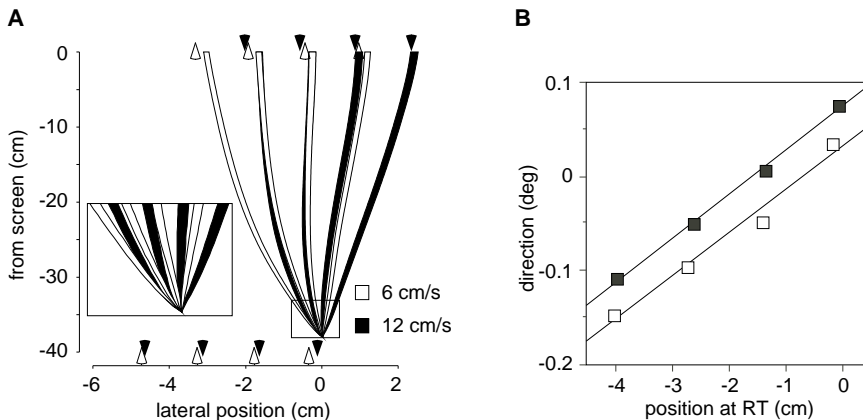 A
0
-10
-20
-30
-40
from screen (cm)
-6
-4
-2
0
2
lateral position (cm)
6 cm/s
12 cm/s
B
0.1
0
-0.1
-0.2
direction (deg)
-4
-3
-2
-1
0
position at RT (cm)